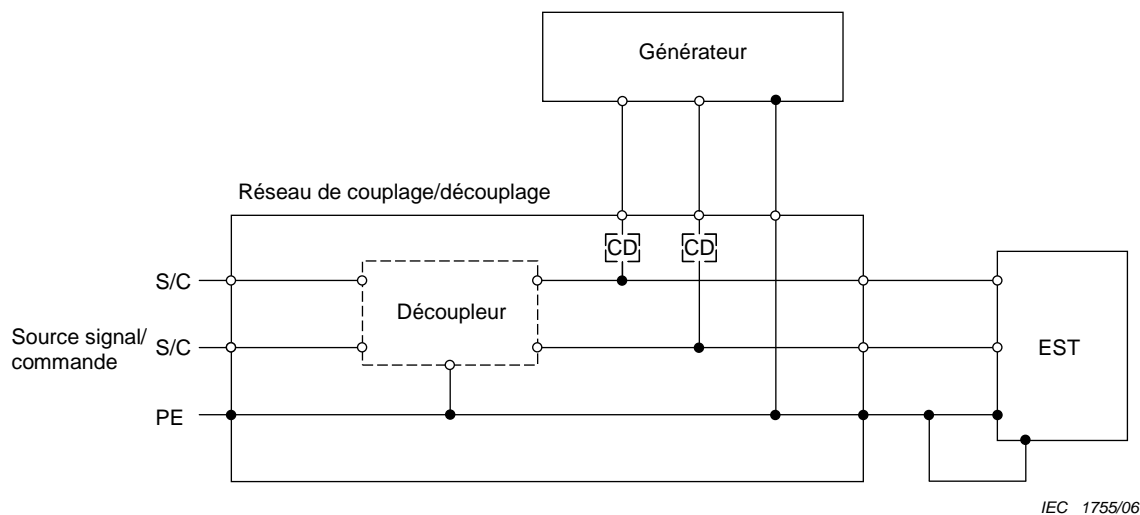 Générateur
Réseau de couplage/découplage
CD
CD
S/C
Découpleur
Source signal/
commande
S/C
EST
PE
IEC 1755/06